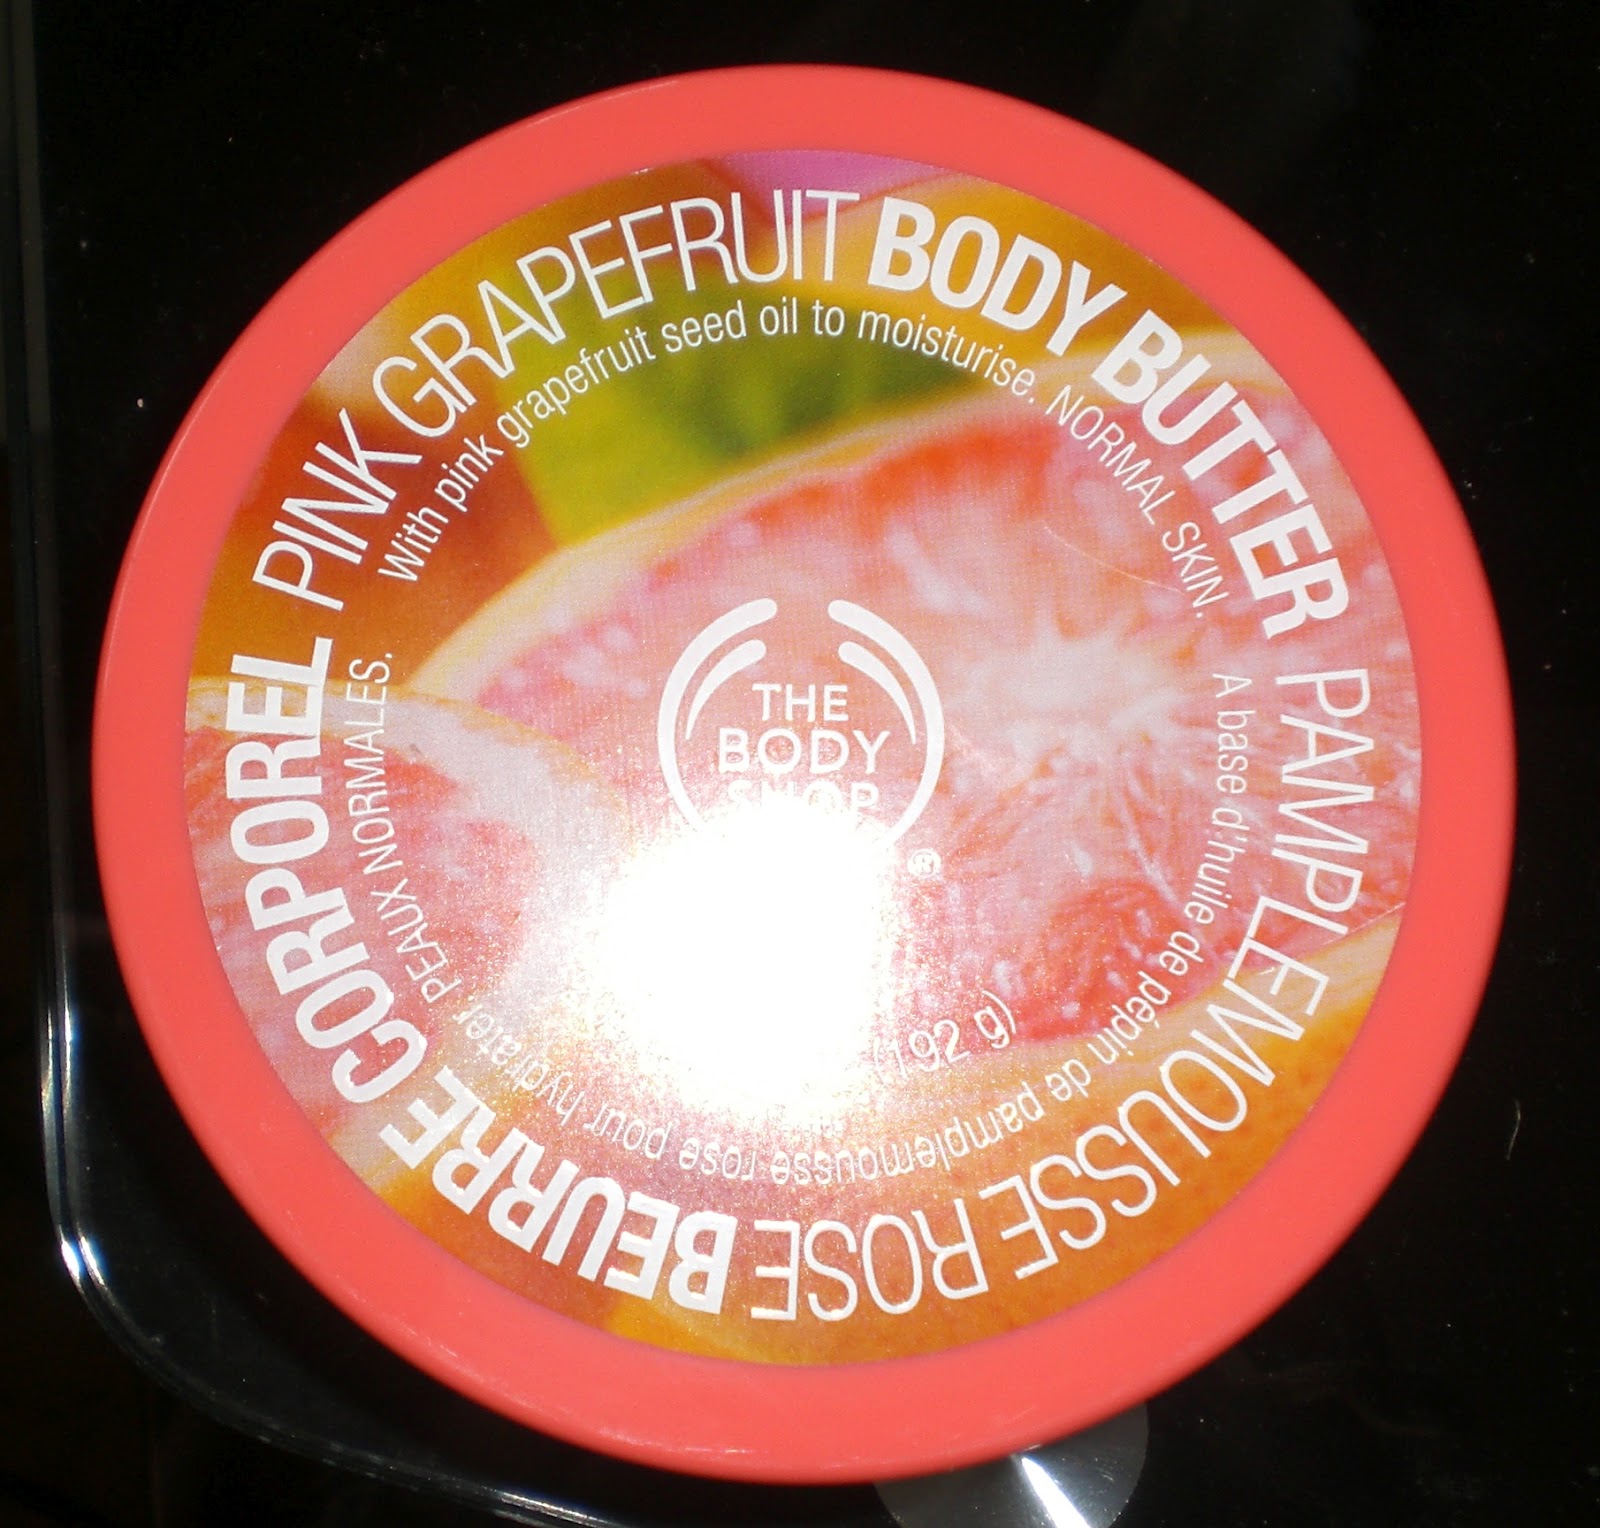 PINK GRAPEFRUIT BODY BUTTER
With pink grapefruit seed oil to moisturise. NORMAL SKIN.
PAMPLEMOUSSE ROSE BEURRE CORPOREL
A base d'huile de pépin de pamplemousse rose pour hydrater PEAUX NORMALES.
THE
BODY
SHOP
®
(192 g)